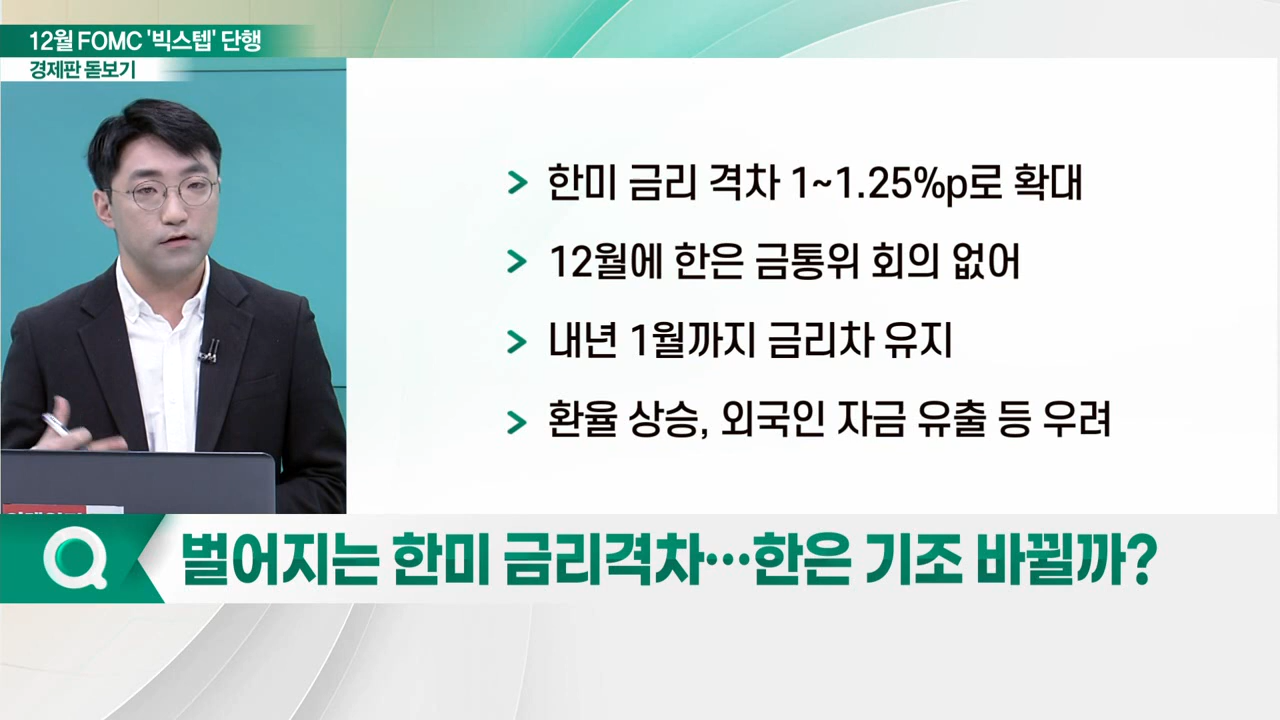 12월 FOMC '빅스텝' 단행
경제판 돋보기
> 한미 금리 격차 1~1.25%p로 확대
> 12월에 한은 금통위 회의 없어
> 내년 1월까지 금리차 유지
> 환율 상승, 외국인 자금 유출 등 우려
벌어지는 한미 금리격차…한은 기조 바뀔까?